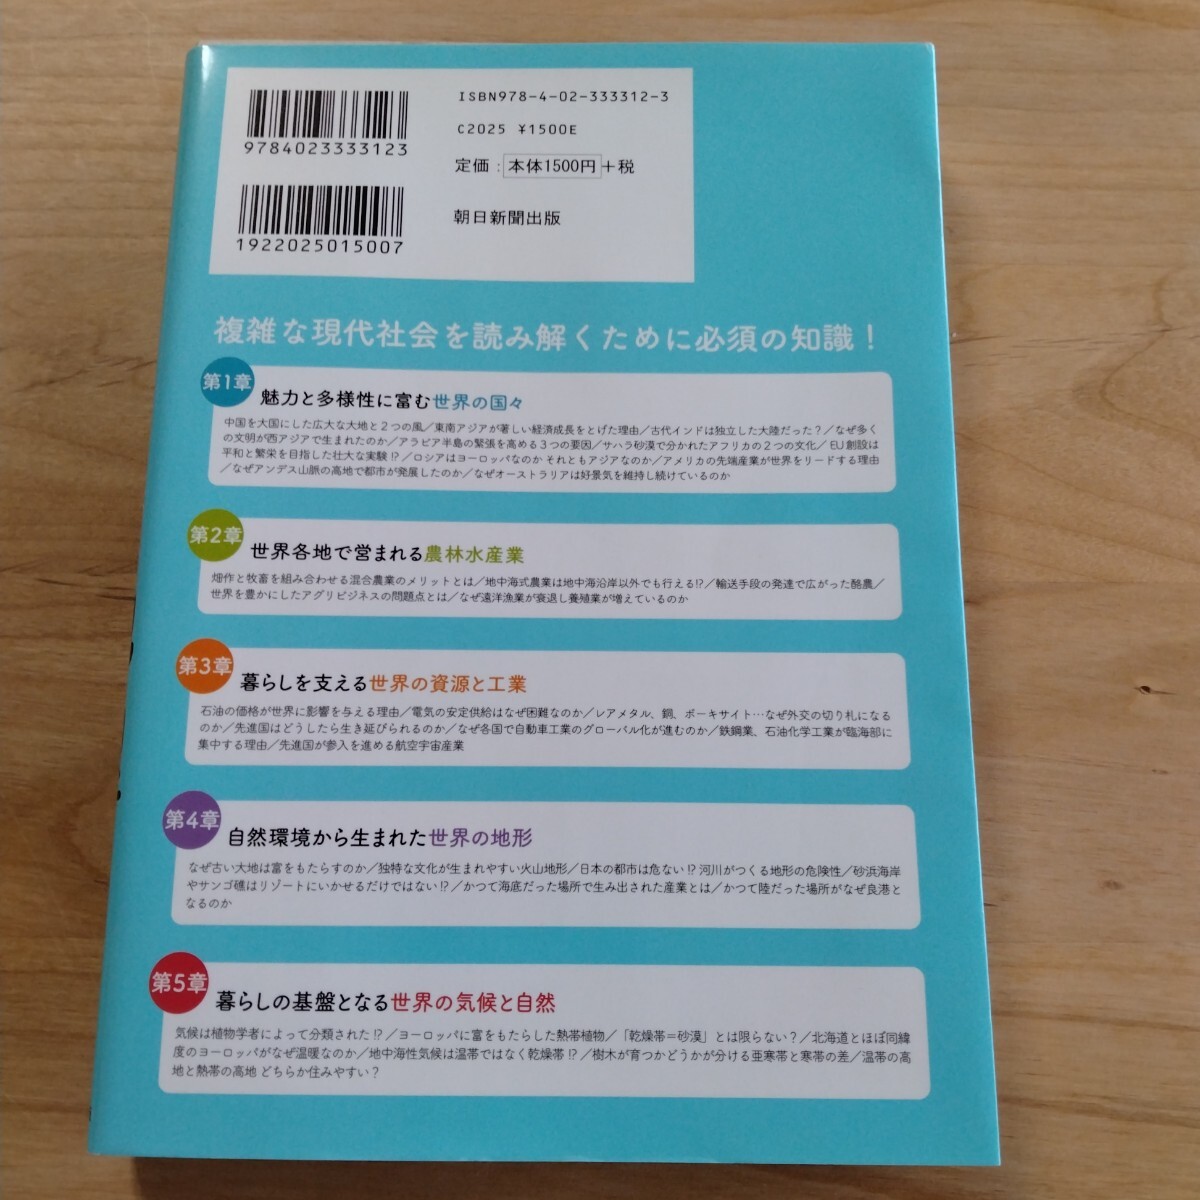 ISBN978-4-02-333312-3
9784023333123
C2025 ¥1500E
定価：本体1500円＋税
1922025015007
朝日新聞出版
複雑な現代社会を読み解くために必須の知識！
第1章
魅力と多様性に富む世界の国々
中国を大国にした広大な大地と２つの風／東南アジアが著しい経済成長をとげた理由／古代インドは独立した大陸だった？／なぜ多く
の文明が西アジアで生まれたのか／アラビア半島の緊張を高める３つの要因／サハラ砂漠で分かれたアフリカの２つの文化／EU創設は
平和と繁栄を目指した壮大な実験!?／ロシアはヨーロッパなのか それともアジアなのか／アメリカの先端産業が世界をリードする理由
／なぜアンデス山脈の高地で都市が発展したのか／なぜオーストラリアは好景気を維持し続けているのか
第2章
世界各地で営まれる農林水産業
畑作と牧畜を組み合わせる混合農業のメリットとは／地中海式農業は地中海沿岸以外でも行える!?／輸送手段の発達で広がった酪農／
世界を豊かにしたアグリビジネスの問題点とは／なぜ遠洋漁業が衰退し養殖業が増えているのか
第3章
暮らしを支える世界の資源と工業
石油の価格が世界に影響を与える理由／電気の安定供給はなぜ困難なのか／レアメタル、銅、ボーキサイト…なぜ外交の切り札になる
のか／先進国はどうしたら生き延びられるのか／なぜ各国で自動車工業のグローバル化が進むのか／鉄鋼業、石油化学工業が臨海部に
集中する理由／先進国が参入を進める航空宇宙産業
第4章
自然環境から生まれた世界の地形
なぜ古い大地は富をもたらすのか／独特な文化が生まれやすい火山地形／日本の都市は危ない!? 河川がつくる地形の危険性／砂浜海岸
やサンゴ礁はリゾートにいかせるだけではない!?／かつて海底だった場所で生み出された産業とは／かつて陸だった場所がなぜ良港と
なるのか
第5章
暮らしの基盤となる世界の気候と自然
気候は植物学者によって分類された!?／ヨーロッパに富をもたらした熱帯植物／「乾燥帯＝砂漠」とは限らない？／北海道とほぼ同緯
度のヨーロッパがなぜ温暖なのか／地中海性気候は温帯ではなく乾燥帯!?／樹木が育つかどうかが分ける亜寒帯と寒帯の差／温帯の高
地と熱帯の高地 どちらか住みやすい？